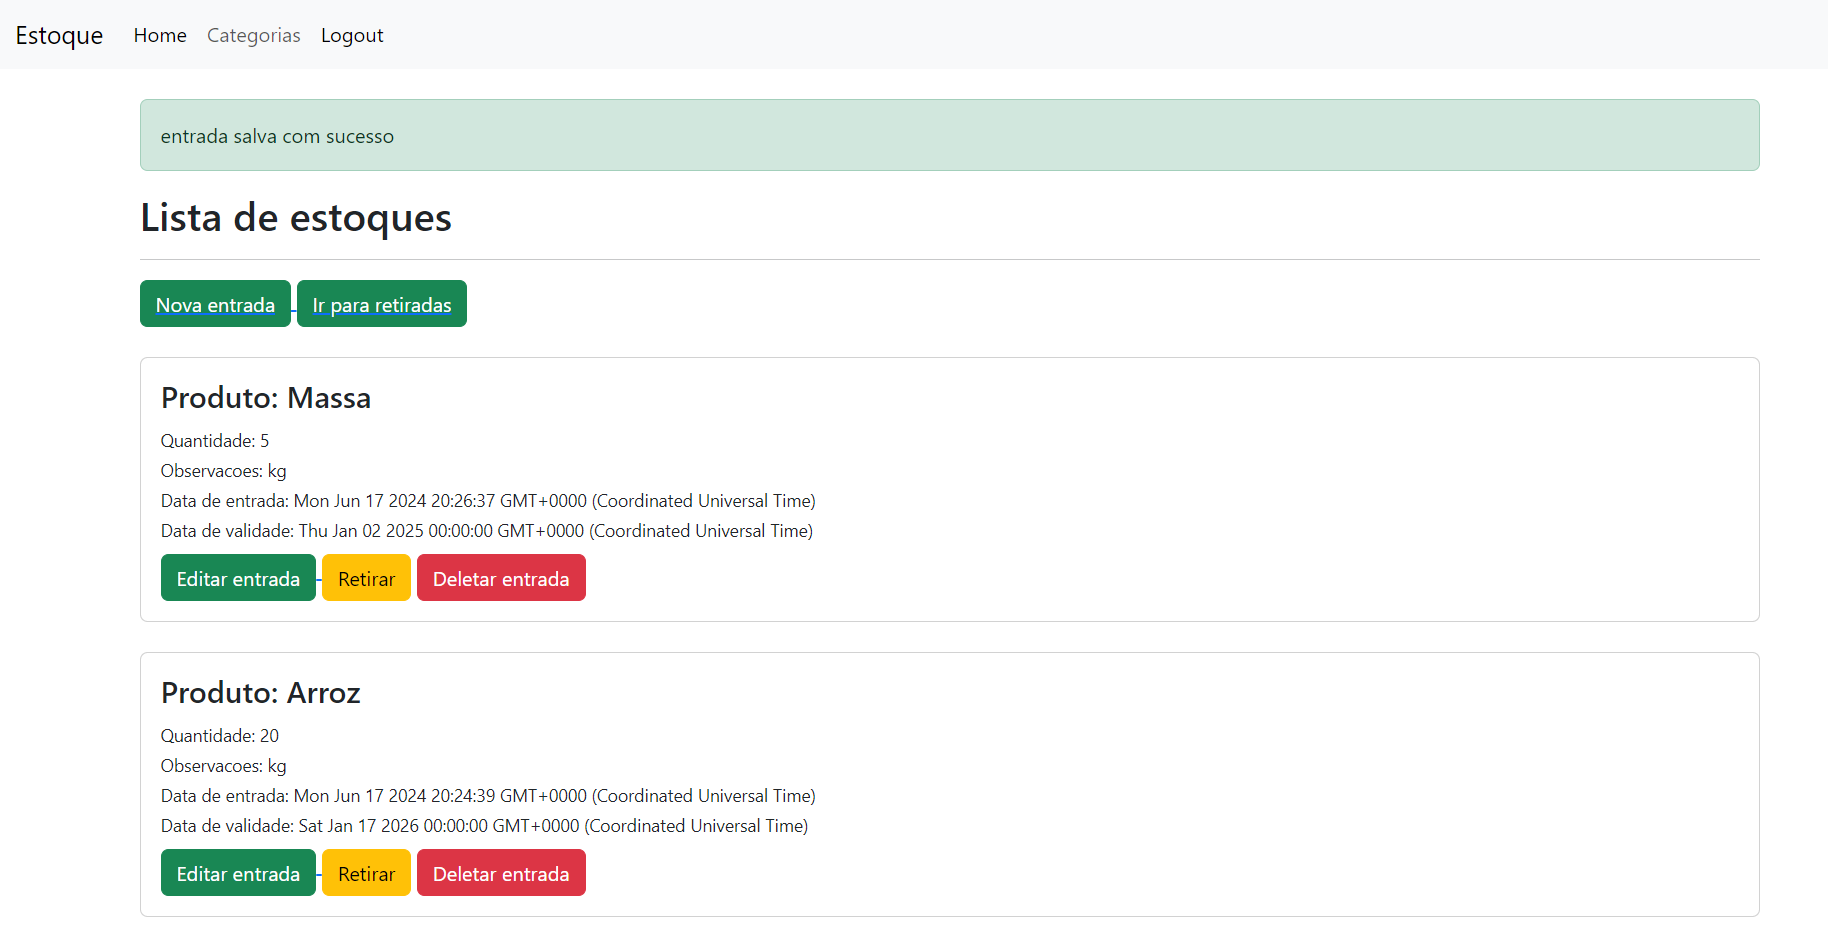 Estoque Home Categorias Logout
entrada salva com sucesso
Lista de estoques
Nova entrada Ir para retiradas
Produto: Massa
Quantidade: 5
Observacoes: kg
Data de entrada: Mon Jun 17 2024 20:26:37 GMT+0000 (Coordinated Universal Time)
Data de validade: Thu Jan 02 2025 00:00:00 GMT+0000 (Coordinated Universal Time)
Editar entrada Retirar Deletar entrada
Produto: Arroz
Quantidade: 20
Observacoes: kg
Data de entrada: Mon Jun 17 2024 20:24:39 GMT+0000 (Coordinated Universal Time)
Data de validade: Sat Jan 17 2026 00:00:00 GMT+0000 (Coordinated Universal Time)
Editar entrada Retirar Deletar entrada